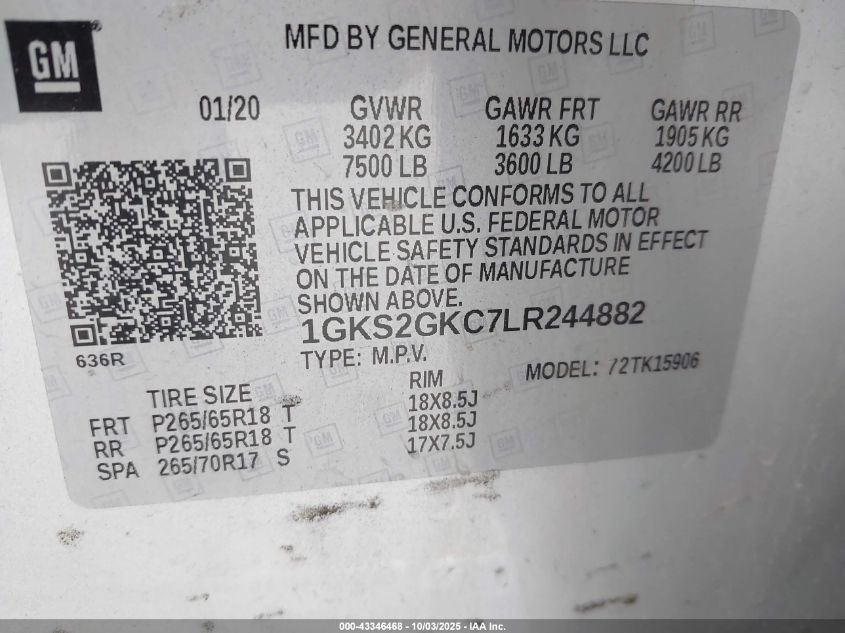 GM
MFD BY GENERAL MOTORS LLC
01/20 GVWR GAWR FRT GAWR RR
3402 KG 1633 KG 1905 KG
7500 LB 3600 LB 4200 LB
THIS VEHICLE CONFORMS TO ALL
APPLICABLE U.S. FEDERAL MOTOR
VEHICLE SAFETY STANDARDS IN EFFECT
ON THE DATE OF MANUFACTURE
SHOWN ABOVE.
1GKS2GKC7LR244882
636R
TYPE: M.P.V. MODEL: /2TK15906
TIRE SIZE RIM
FRT P265/65R18 T 18X8.5J
RR P265/65R18 T 18X8.5J
SPA 265/70R17 S 17X7.5J
000-43346468 - 10/03/2025 - IAA Inc.